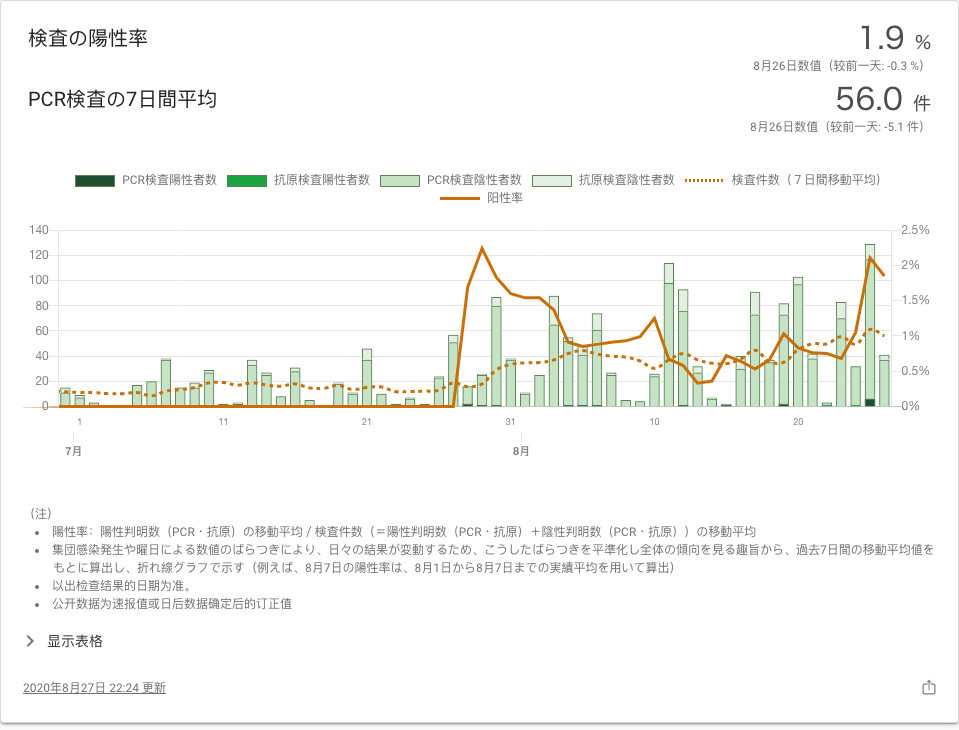 検査の陽性率
1.9 %
8月26日数值（较前一天: -0.3 %）
PCR検査の7日間平均
56.0 件
8月26日数值（较前一天: -5.1 件）
PCR検査陽性者数 抗原検査陽性者数 PCR検査陰性者数 抗原検査陰性者数 検査件数（７日間移動平均）
阳性率
140 2.5%
120
2%
100
80 1.5%
60 1%
40
0.5%
20
0 0%
1 11 21 31 10 20
7月 8月
（注）
陽性率：陽性判明数（PCR・抗原）の移動平均 / 検査件数（＝陽性判明数（PCR・抗原）＋陰性判明数（PCR・抗原））の移動平均
集団感染発生や曜日による数値のばらつきにより、日々の結果が変動するため、こうしたばらつきを平準化し全体の傾向を見る趣旨から、過去7日間の移動平均値を
もとに算出し、折れ線グラフで示す（例えば、8月7日の陽性率は、8月1日から8月7日までの実績平均を用いて算出）
以出检查结果的日期为准。
公开数据为速报值或日后数据确定后的订正值
显示表格
2020年8月27日 22:24 更新